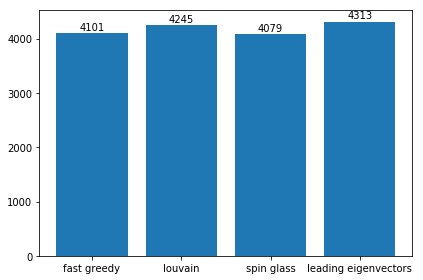 4313
4245
4101
4079
4000
3000
2000
1000
0
fast greedy
louvain
spin glass
leading eigenvectors